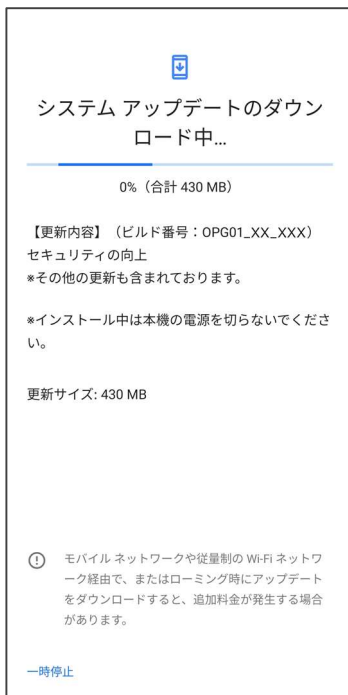 システム アップデートのダウン
ロード中...
0%（合計 430 MB）
【更新内容】（ビルド番号：OPG01_XX_XXX）
セキュリティの向上
※その他の更新も含まれております。
※インストール中は本機の電源を切らないでくださ
い。
更新サイズ: 430 MB
モバイル ネットワークや従量制の Wi-Fi ネットワ
ーク経由で、またはローミング時にアップデート
をダウンロードすると、追加料金が発生する場合
があります。
一時停止